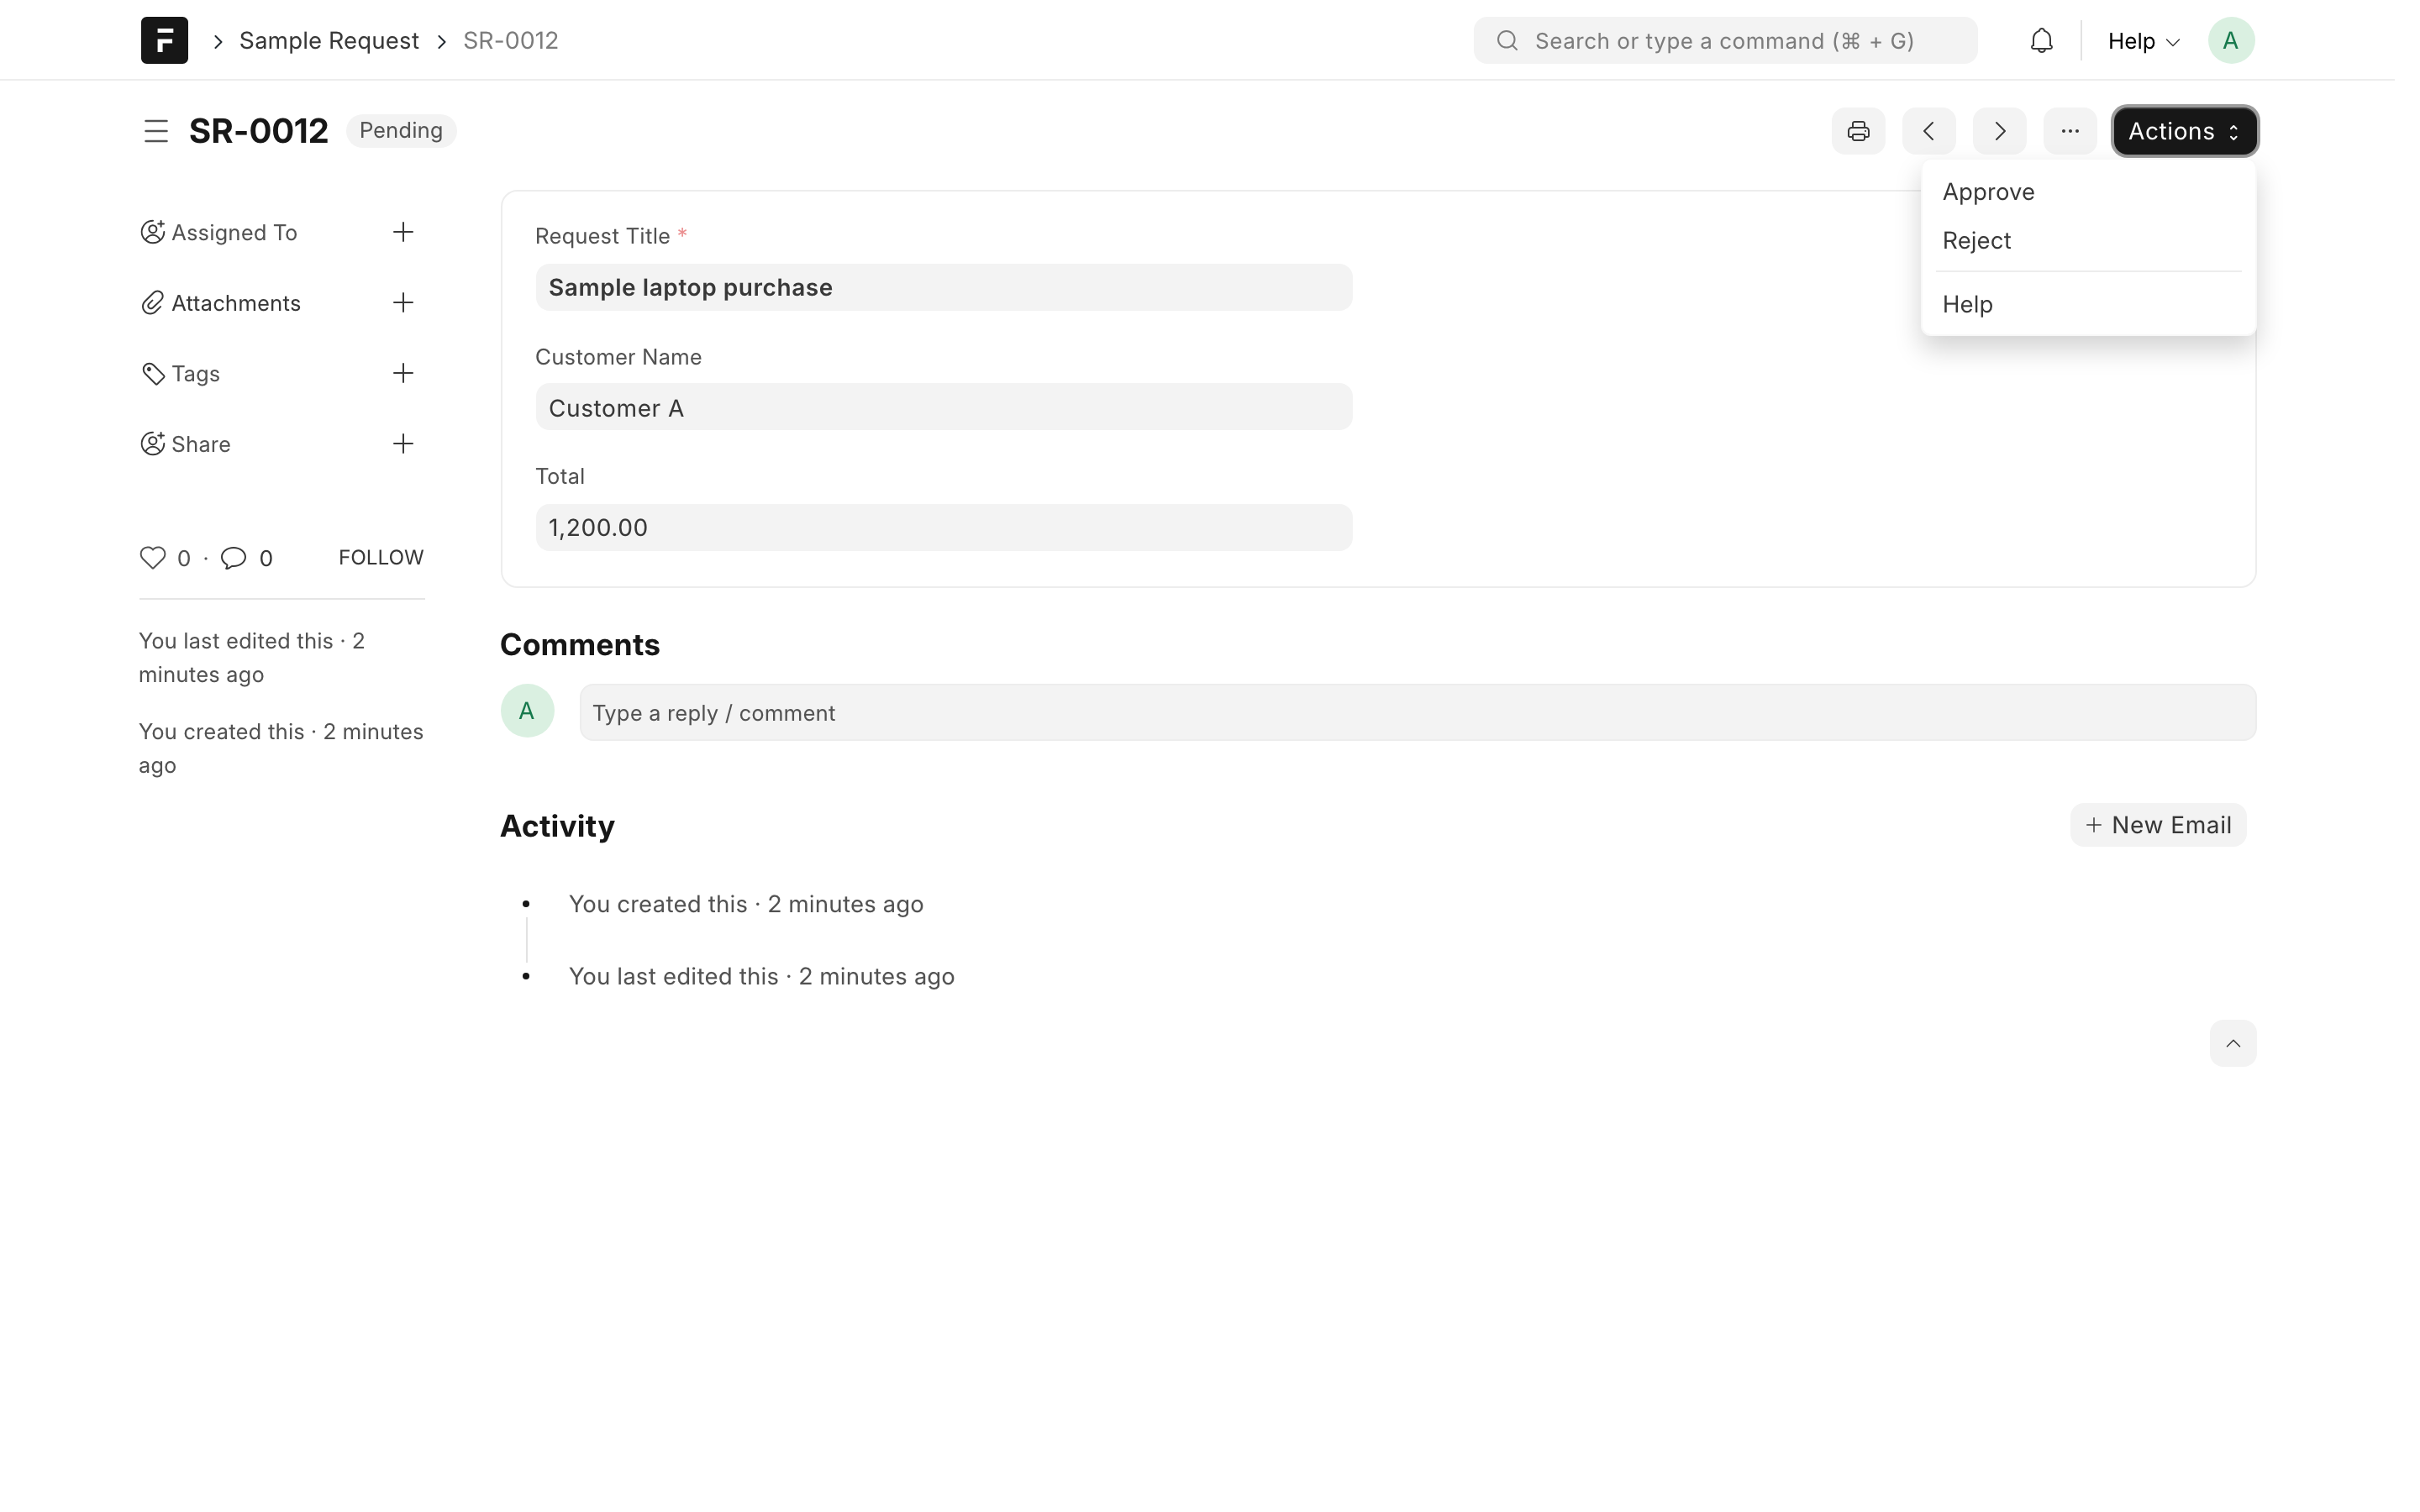 Sample Request
SR-0012
Search or type a command (⌘ + G)
Help
A
SR-0012
Pending
Actions
Approve
Reject
Help
Assigned To
Attachments
Tags
Share
0 · 0
FOLLOW
You last edited this · 2
minutes ago
You created this · 2 minutes
ago
Request Title *
Sample laptop purchase
Customer Name
Customer A
Total
1,200.00
Comments
A
Type a reply / comment
Activity
New Email
You created this · 2 minutes ago
You last edited this · 2 minutes ago